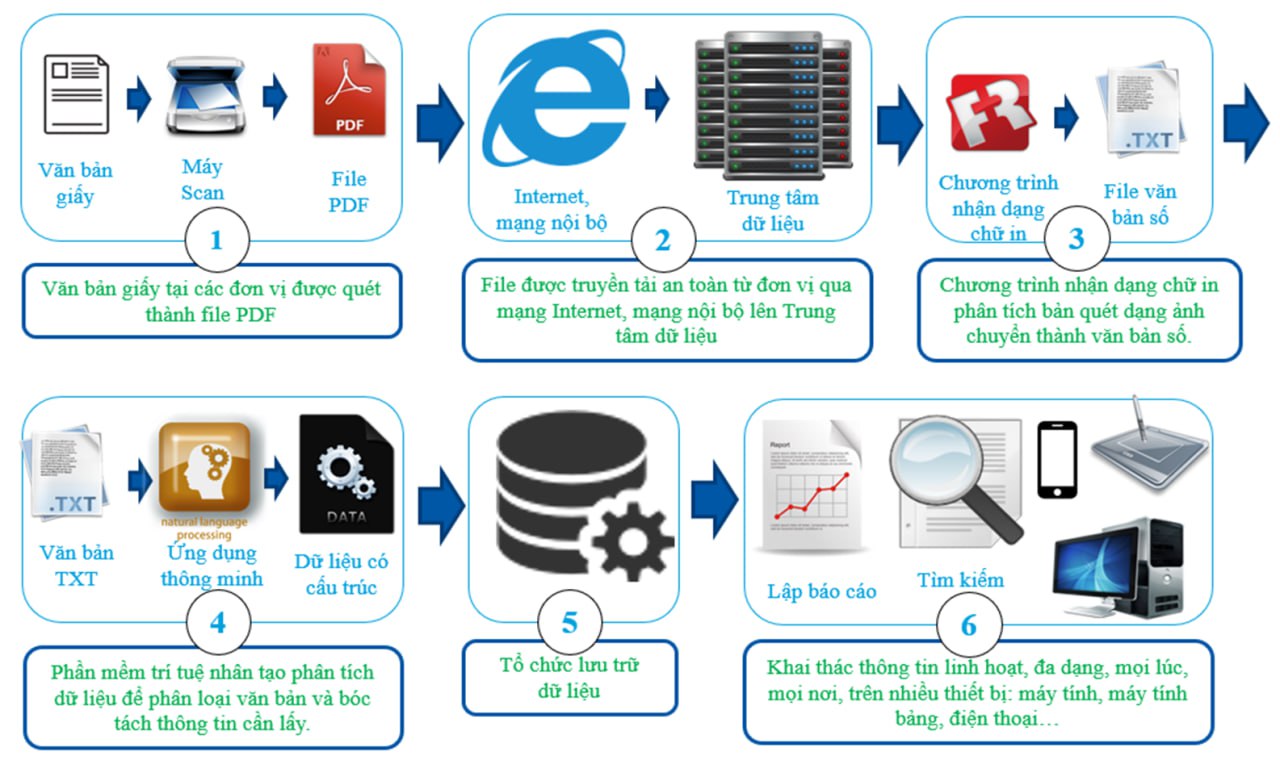 Văn bản
giấy
Máy
Scan
PDF
File
PDF
1
Văn bản giấy tại các đơn vị được quét
thành file PDF
Internet,
mạng nội bộ
Trung tâm
dữ liệu
2
File được truyền tải an toàn từ đơn vị qua
mạng Internet, mạng nội bộ lên Trung
tâm dữ liệu
FR
Chương trình
nhận dạng
chữ in
.TXT
File văn
bản số
3
Chương trình nhận dạng chữ in
phân tích bản quét dạng ảnh
chuyển thành văn bản số.
.TXT
Văn bản
TXT
natural language
processing
Ứng dụng
thông minh
DATA
Dữ liệu có
cấu trúc
4
Phần mềm trí tuệ nhân tạo phân tích
dữ liệu để phân loại văn bản và bóc
tách thông tin cần lấy.
5
Tổ chức lưu trữ
dữ liệu
Report
Lập báo cáo
Tìm kiếm
6
Khai thác thông tin linh hoạt, đa dạng, mọi lúc,
mọi nơi, trên nhiều thiết bị: máy tính, máy tính
bảng, điện thoại…